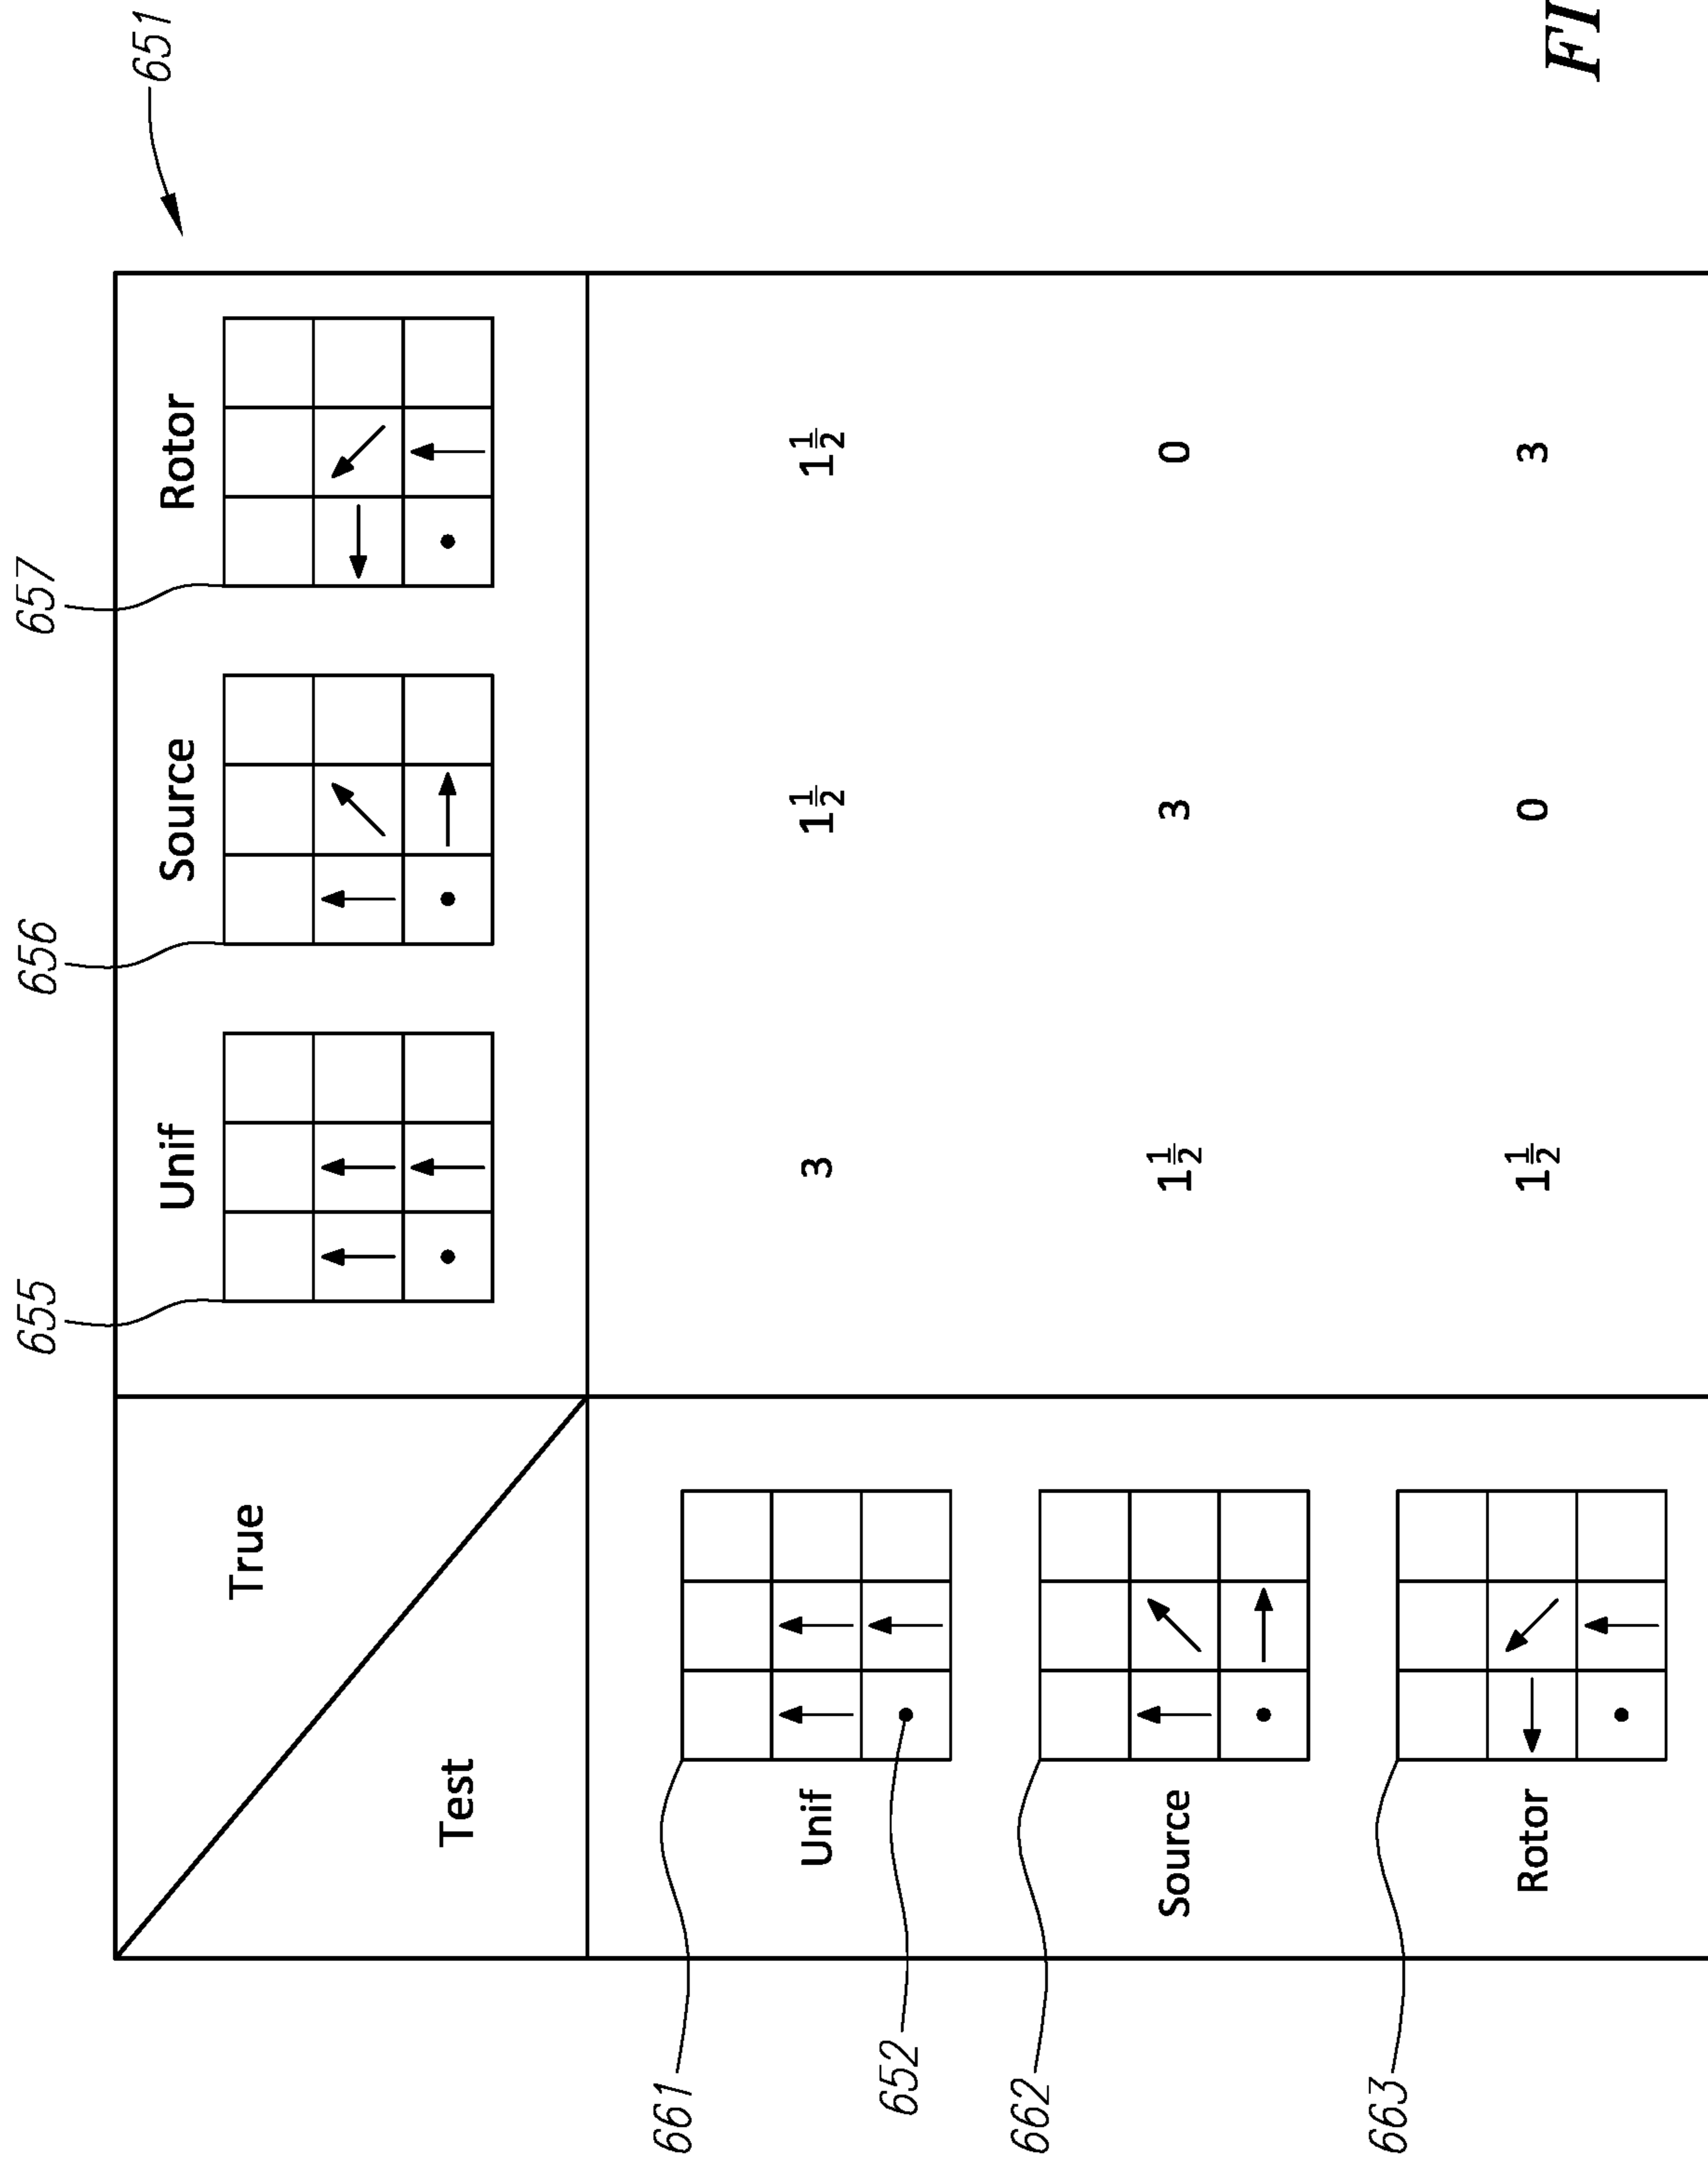 655 656 657
651
Unif Source Rotor
True
Test
661
Unif 3 1½ 1½
652
662
Source 1½ 3 0
663
Rotor 1½ 0 3
FI